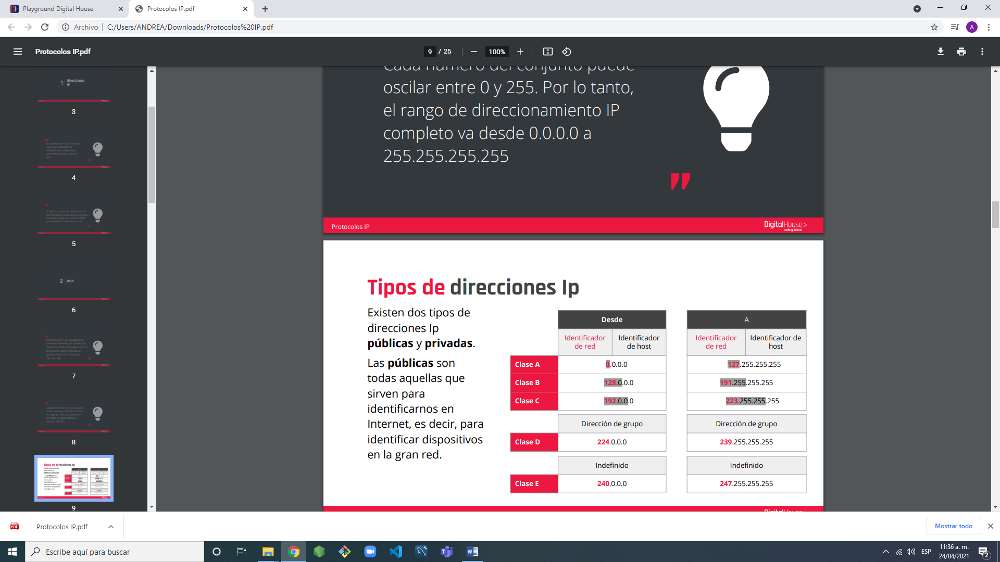 Playground Digital House
Protocolos IP.pdf
Archivo
C:/Users/ANDREA/Downloads/Protocolos%20IP.pdf
A
Protocolos IP.pdf
9 / 25
100%
1 Direcciones
IP
3
4
5
2 IPv4
6
7
8
9
Cada número del conjunto puede
oscilar entre 0 y 255. Por lo tanto,
el rango de direccionamiento IP
completo va desde 0.0.0.0 a
255.255.255.255
"
Protocolos IP
DigitalHouse>
Coding School
Tipos de direcciones Ip
Existen dos tipos de
direcciones Ip
públicas y privadas.
Las públicas son
todas aquellas que
sirven para
identificarnos en
Internet, es decir, para
identificar dispositivos
en la gran red.
Desde
A
Identificador
de red
Identificador
de host
Identificador
de red
Identificador de
host
Clase A 0.0.0.0 127.255.255.255
Clase B 128.0.0.0 191.255.255.255
Clase C 192.0.0.0 223.255.255.255
Dirección de grupo Dirección de grupo
Clase D 224.0.0.0 239.255.255.255
Indefinido Indefinido
Clase E 240.0.0.0 247.255.255.255
DigitalHouse>
Protocolos IP.pdf
Mostrar todo
Escribe aquí para buscar
ESP
11:36 a. m.
24/04/2021
2